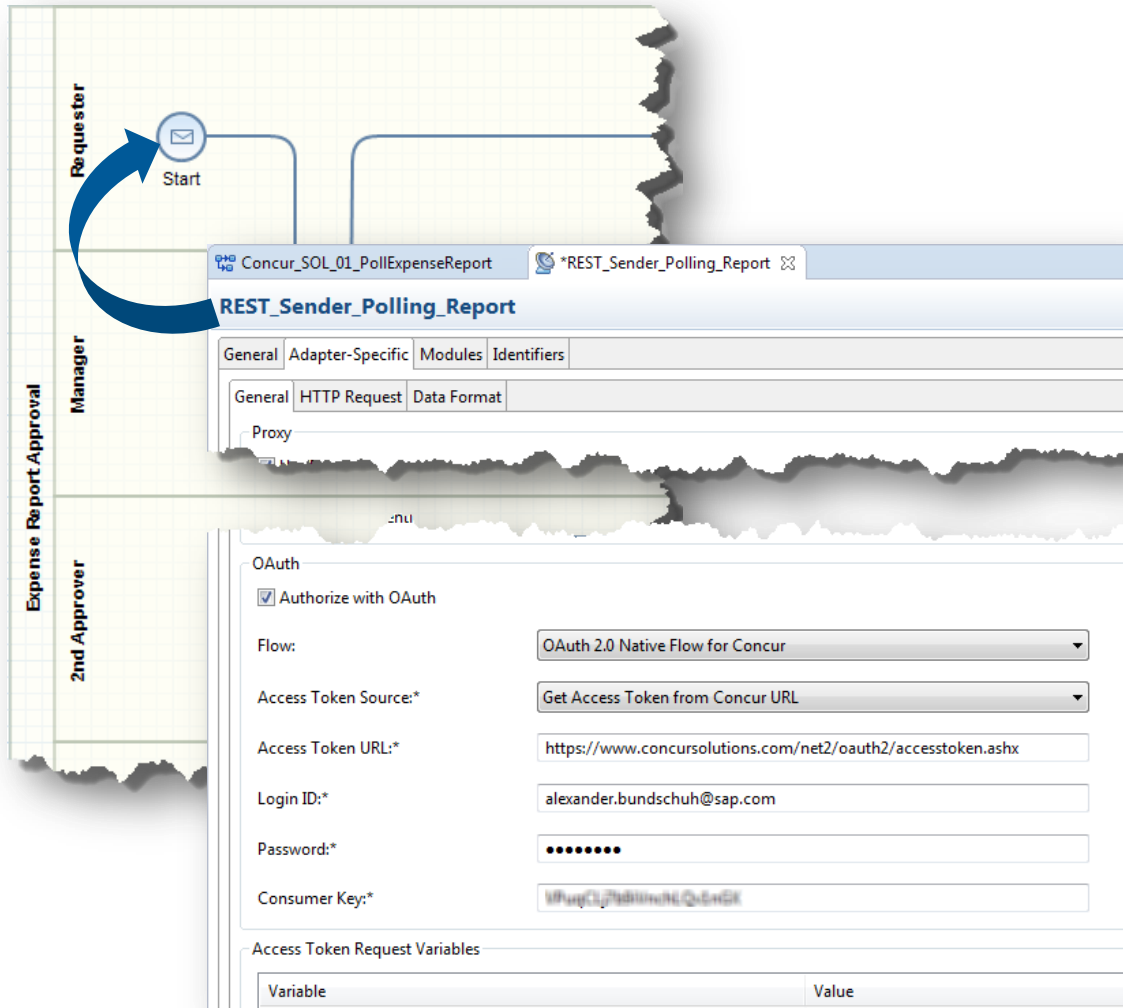 Requester
Start
Manager
Expense Report Approval
2nd Approver
Concur_SOL_01_PollExpenseReport
*REST_Sender_Polling_Report
REST_Sender_Polling_Report
General Adapter-Specific Modules Identifiers
General HTTP Request Data Format
Proxy
OAuth
Authorize with OAuth
Flow: OAuth 2.0 Native Flow for Concur
Access Token Source:* Get Access Token from Concur URL
Access Token URL:* https://www.concursolutions.com/net2/oauth2/accesstoken.ashx
Login ID:* alexander.bundschuh@sap.com
Password:* ●●●●●●●●
Consumer Key:*
Access Token Request Variables
Variable Value